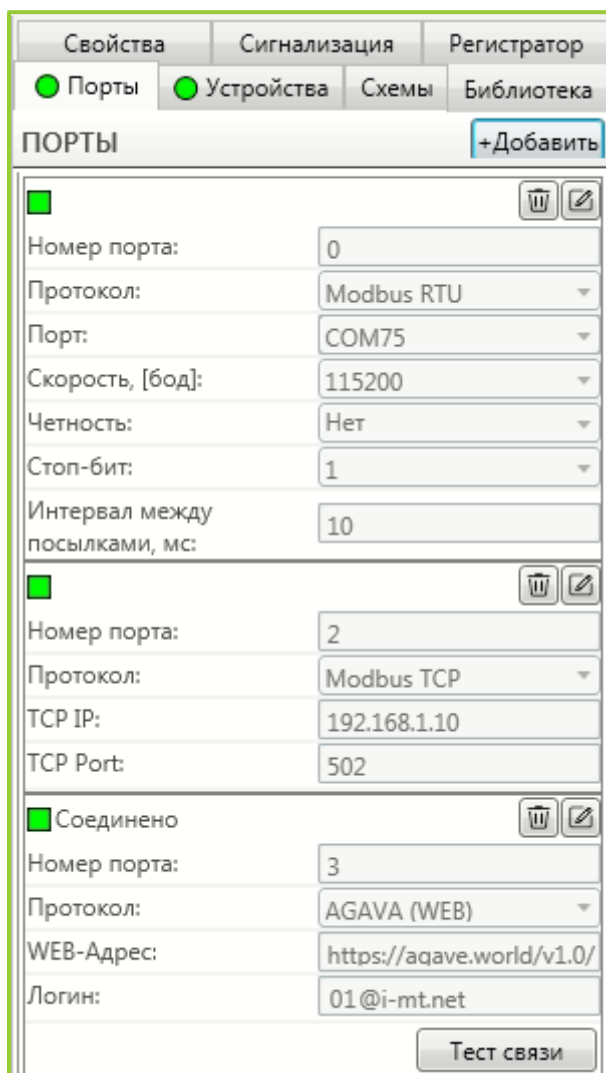 Свойства Сигнализация Регистратор
Порты Устройства Схемы Библиотека
ПОРТЫ +Добавить
Номер порта: 0
Протокол: Modbus RTU
Порт: COM75
Скорость, [бод]: 115200
Четность: Нет
Стоп-бит: 1
Интервал между
посылками, мс: 10
Номер порта: 2
Протокол: Modbus TCP
TCP IP: 192.168.1.10
TCP Port: 502
Соединено
Номер порта: 3
Протокол: AGAVA (WEB)
WEB-Адрес: https://agave.world/v1.0/
Логин: 01@i-mt.net
Тест связи